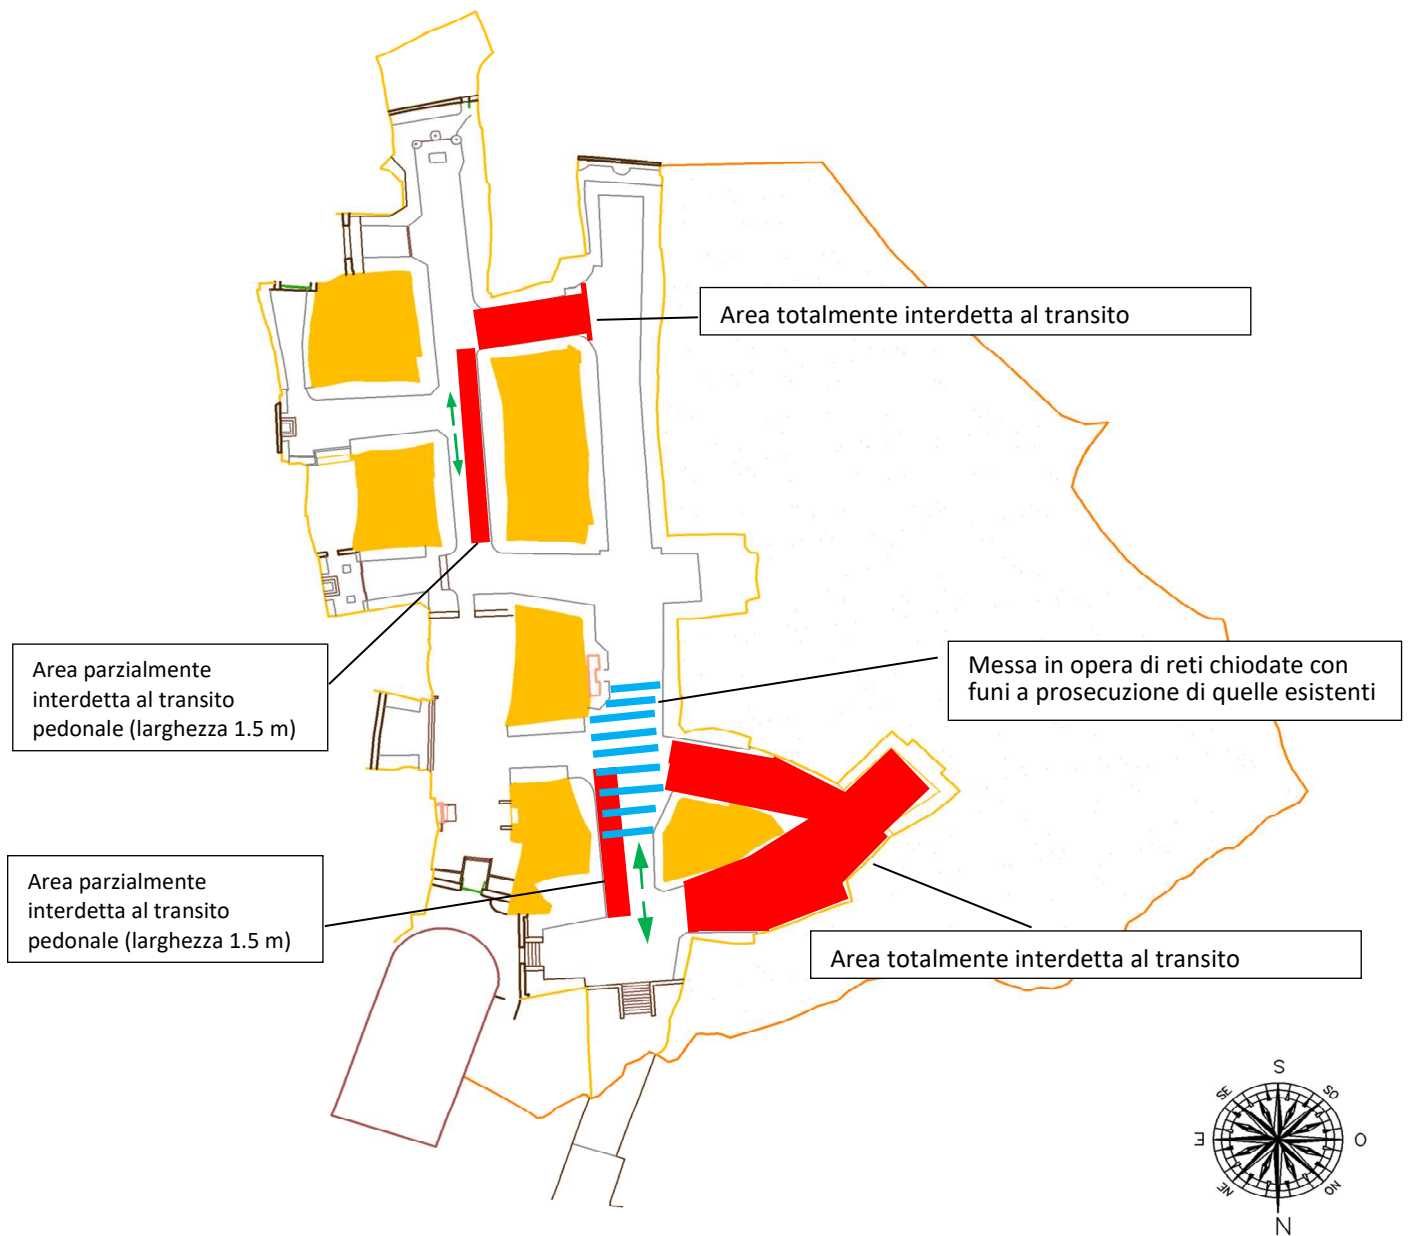 Area totalmente interdetta al transito
Area parzialmente
interdetta al transito
pedonale (larghezza 1.5 m)
Messa in opera di reti chiodate con
funi a prosecuzione di quelle esistenti
Area parzialmente
interdetta al transito
pedonale (larghezza 1.5 m)
Area totalmente interdetta al transito
S
SE
SO
E
O
NE
NO
N